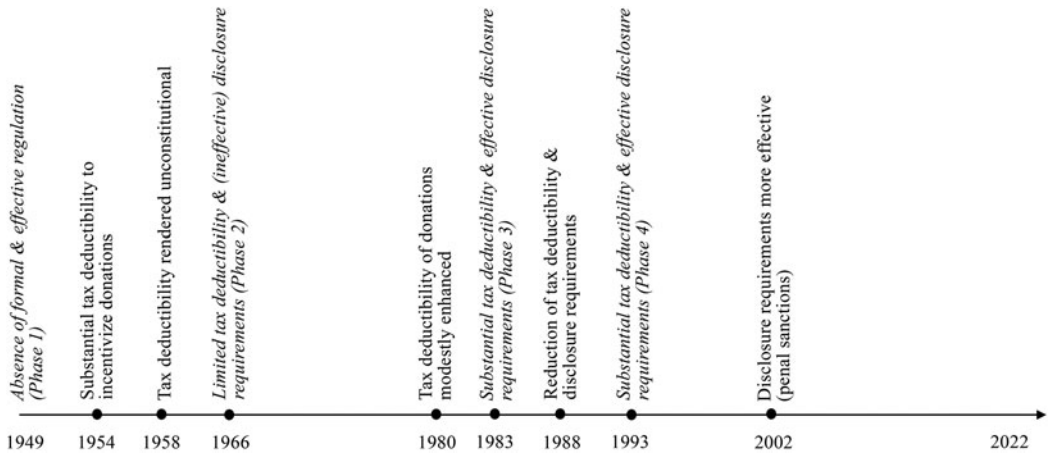 Absence of formal & effective regulation
(Phase 1)
Substantial tax deductibility to
incentivize donations
Tax deductibility rendered unconstitutional
Limited tax deductibility & (ineffective) disclosure
requirements (Phase 2)
Tax deductibility of donations
modestly enhanced
Substantial tax deductibility & effective disclosure
requirements (Phase 3)
Reduction of tax deductibility &
disclosure requirements
Substantial tax deductibility & effective disclosure
requirements (Phase 4)
Disclosure requirements more effective
(penal sanctions)
1949 1954 1958 1966 1980 1983 1988 1993 2002 2022